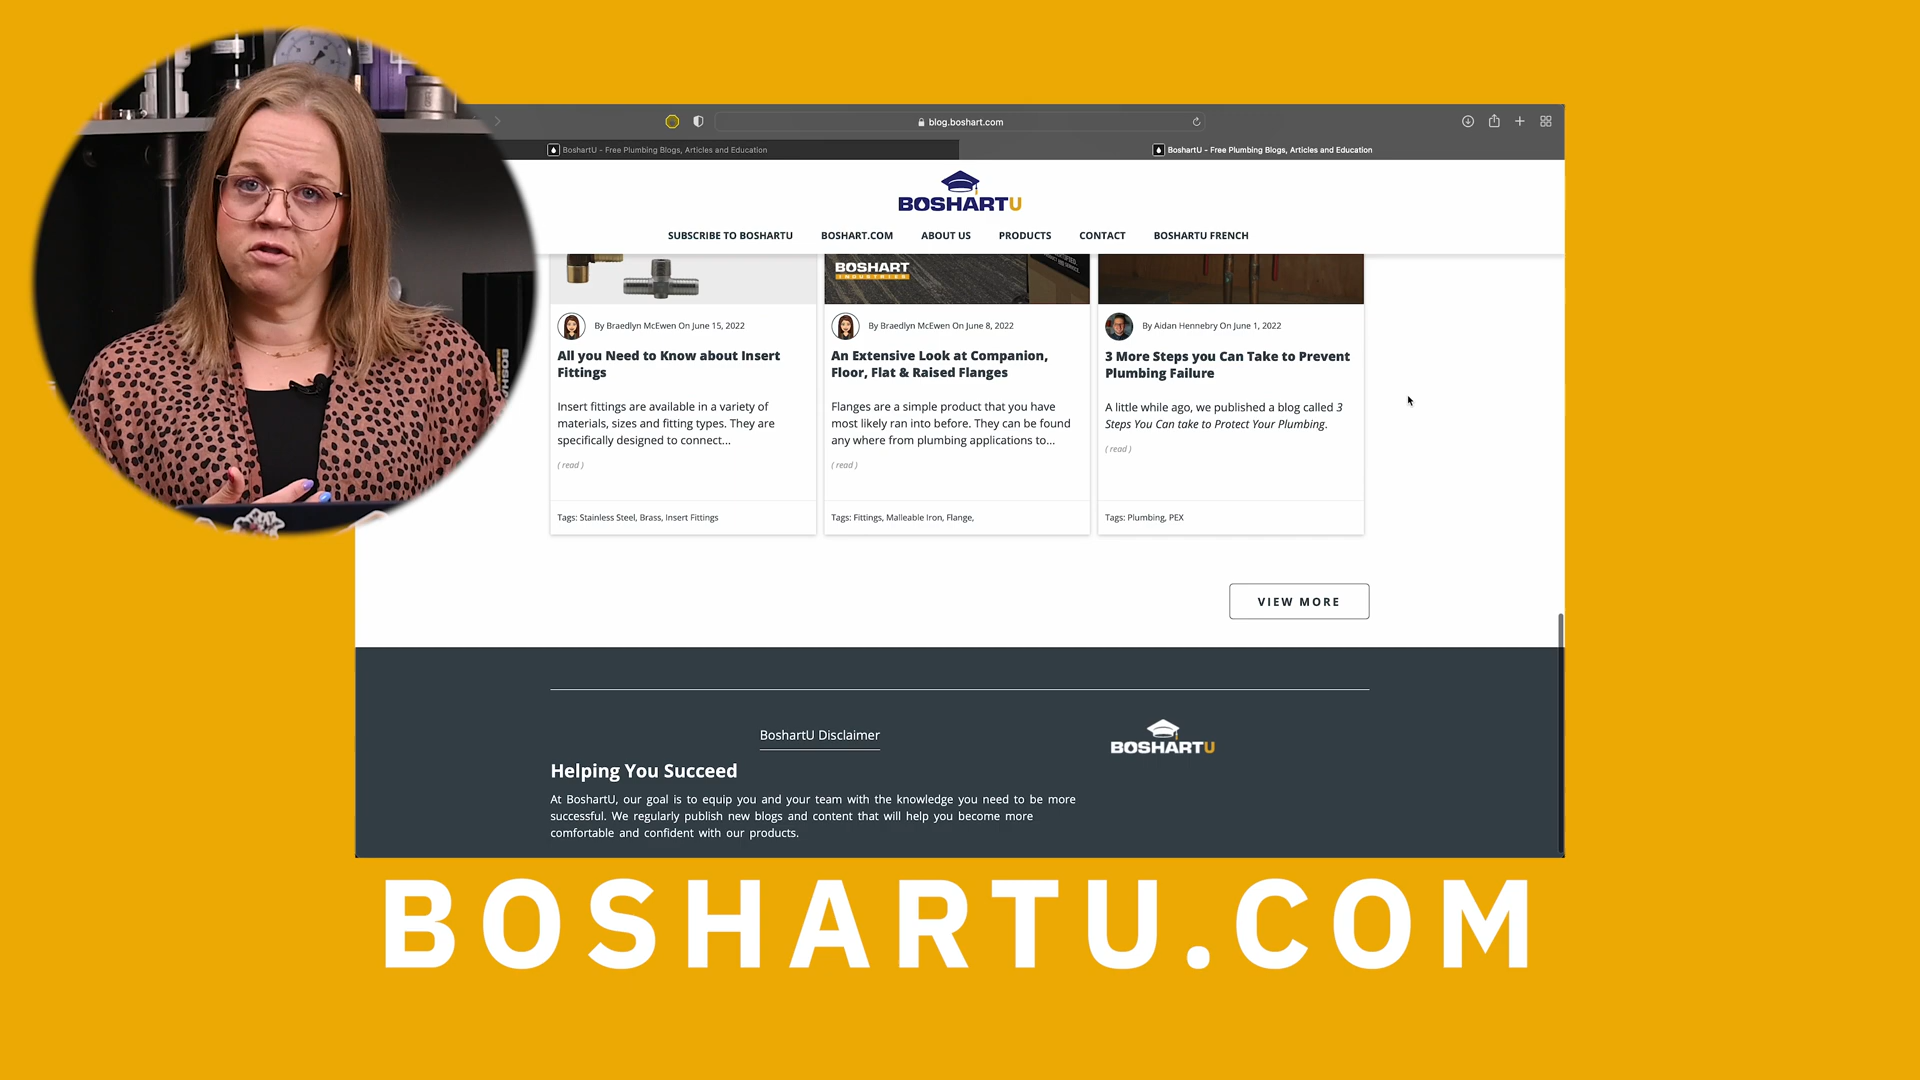 blog.boshart.com
BoshartU - Free Plumbing Blogs, Articles and Education
BoshartU - Free Plumbing Blogs, Articles and Education
BOSHARTU
SUBSCRIBE TO BOSHARTU
BOSHART.COM
ABOUT US
PRODUCTS
CONTACT
BOSHARTU FRENCH
BOSHART
INDUSTRIES
By Braedlyn McEwen On June 15, 2022
All you Need to Know about Insert
Fittings
Insert fittings are available in a variety of
materials, sizes and fitting types. They are
specifically designed to connect...
( read )
Tags: Stainless Steel, Brass, Insert Fittings
By Braedlyn McEwen On June 8, 2022
An Extensive Look at Companion,
Floor, Flat & Raised Flanges
Flanges are a simple product that you have
most likely ran into before. They can be found
any where from plumbing applications to...
( read )
Tags: Fittings, Malleable Iron, Flange,
By Aidan Hennebry On June 1, 2022
3 More Steps you Can Take to Prevent
Plumbing Failure
A little while ago, we published a blog called 3
Steps You Can take to Protect Your Plumbing.
( read )
Tags: Plumbing, PEX
VIEW MORE
BoshartU Disclaimer
BOSHARTU
Helping You Succeed
At BoshartU, our goal is to equip you and your team with the knowledge you need to be more
successful. We regularly publish new blogs and content that will help you become more
comfortable and confident with our products.
BOSHARTU.COM